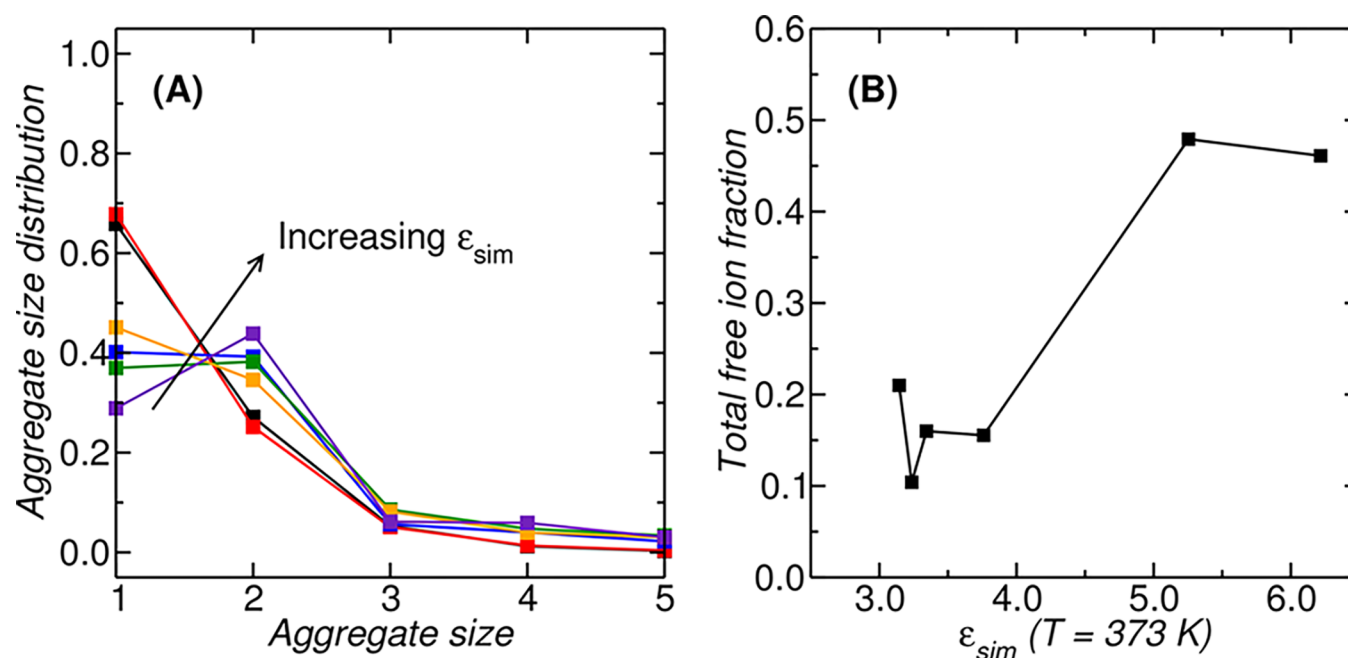 (A)
Aggregate size distribution
1.0
0.8
0.6
0.4
0.2
0.0
Increasing εsim
1 2 3 4 5
Aggregate size
(B)
Total free ion fraction
0.6
0.5
0.4
0.3
0.2
0.1
0.0
3.0 4.0 5.0 6.0
εsim (T = 373 K)